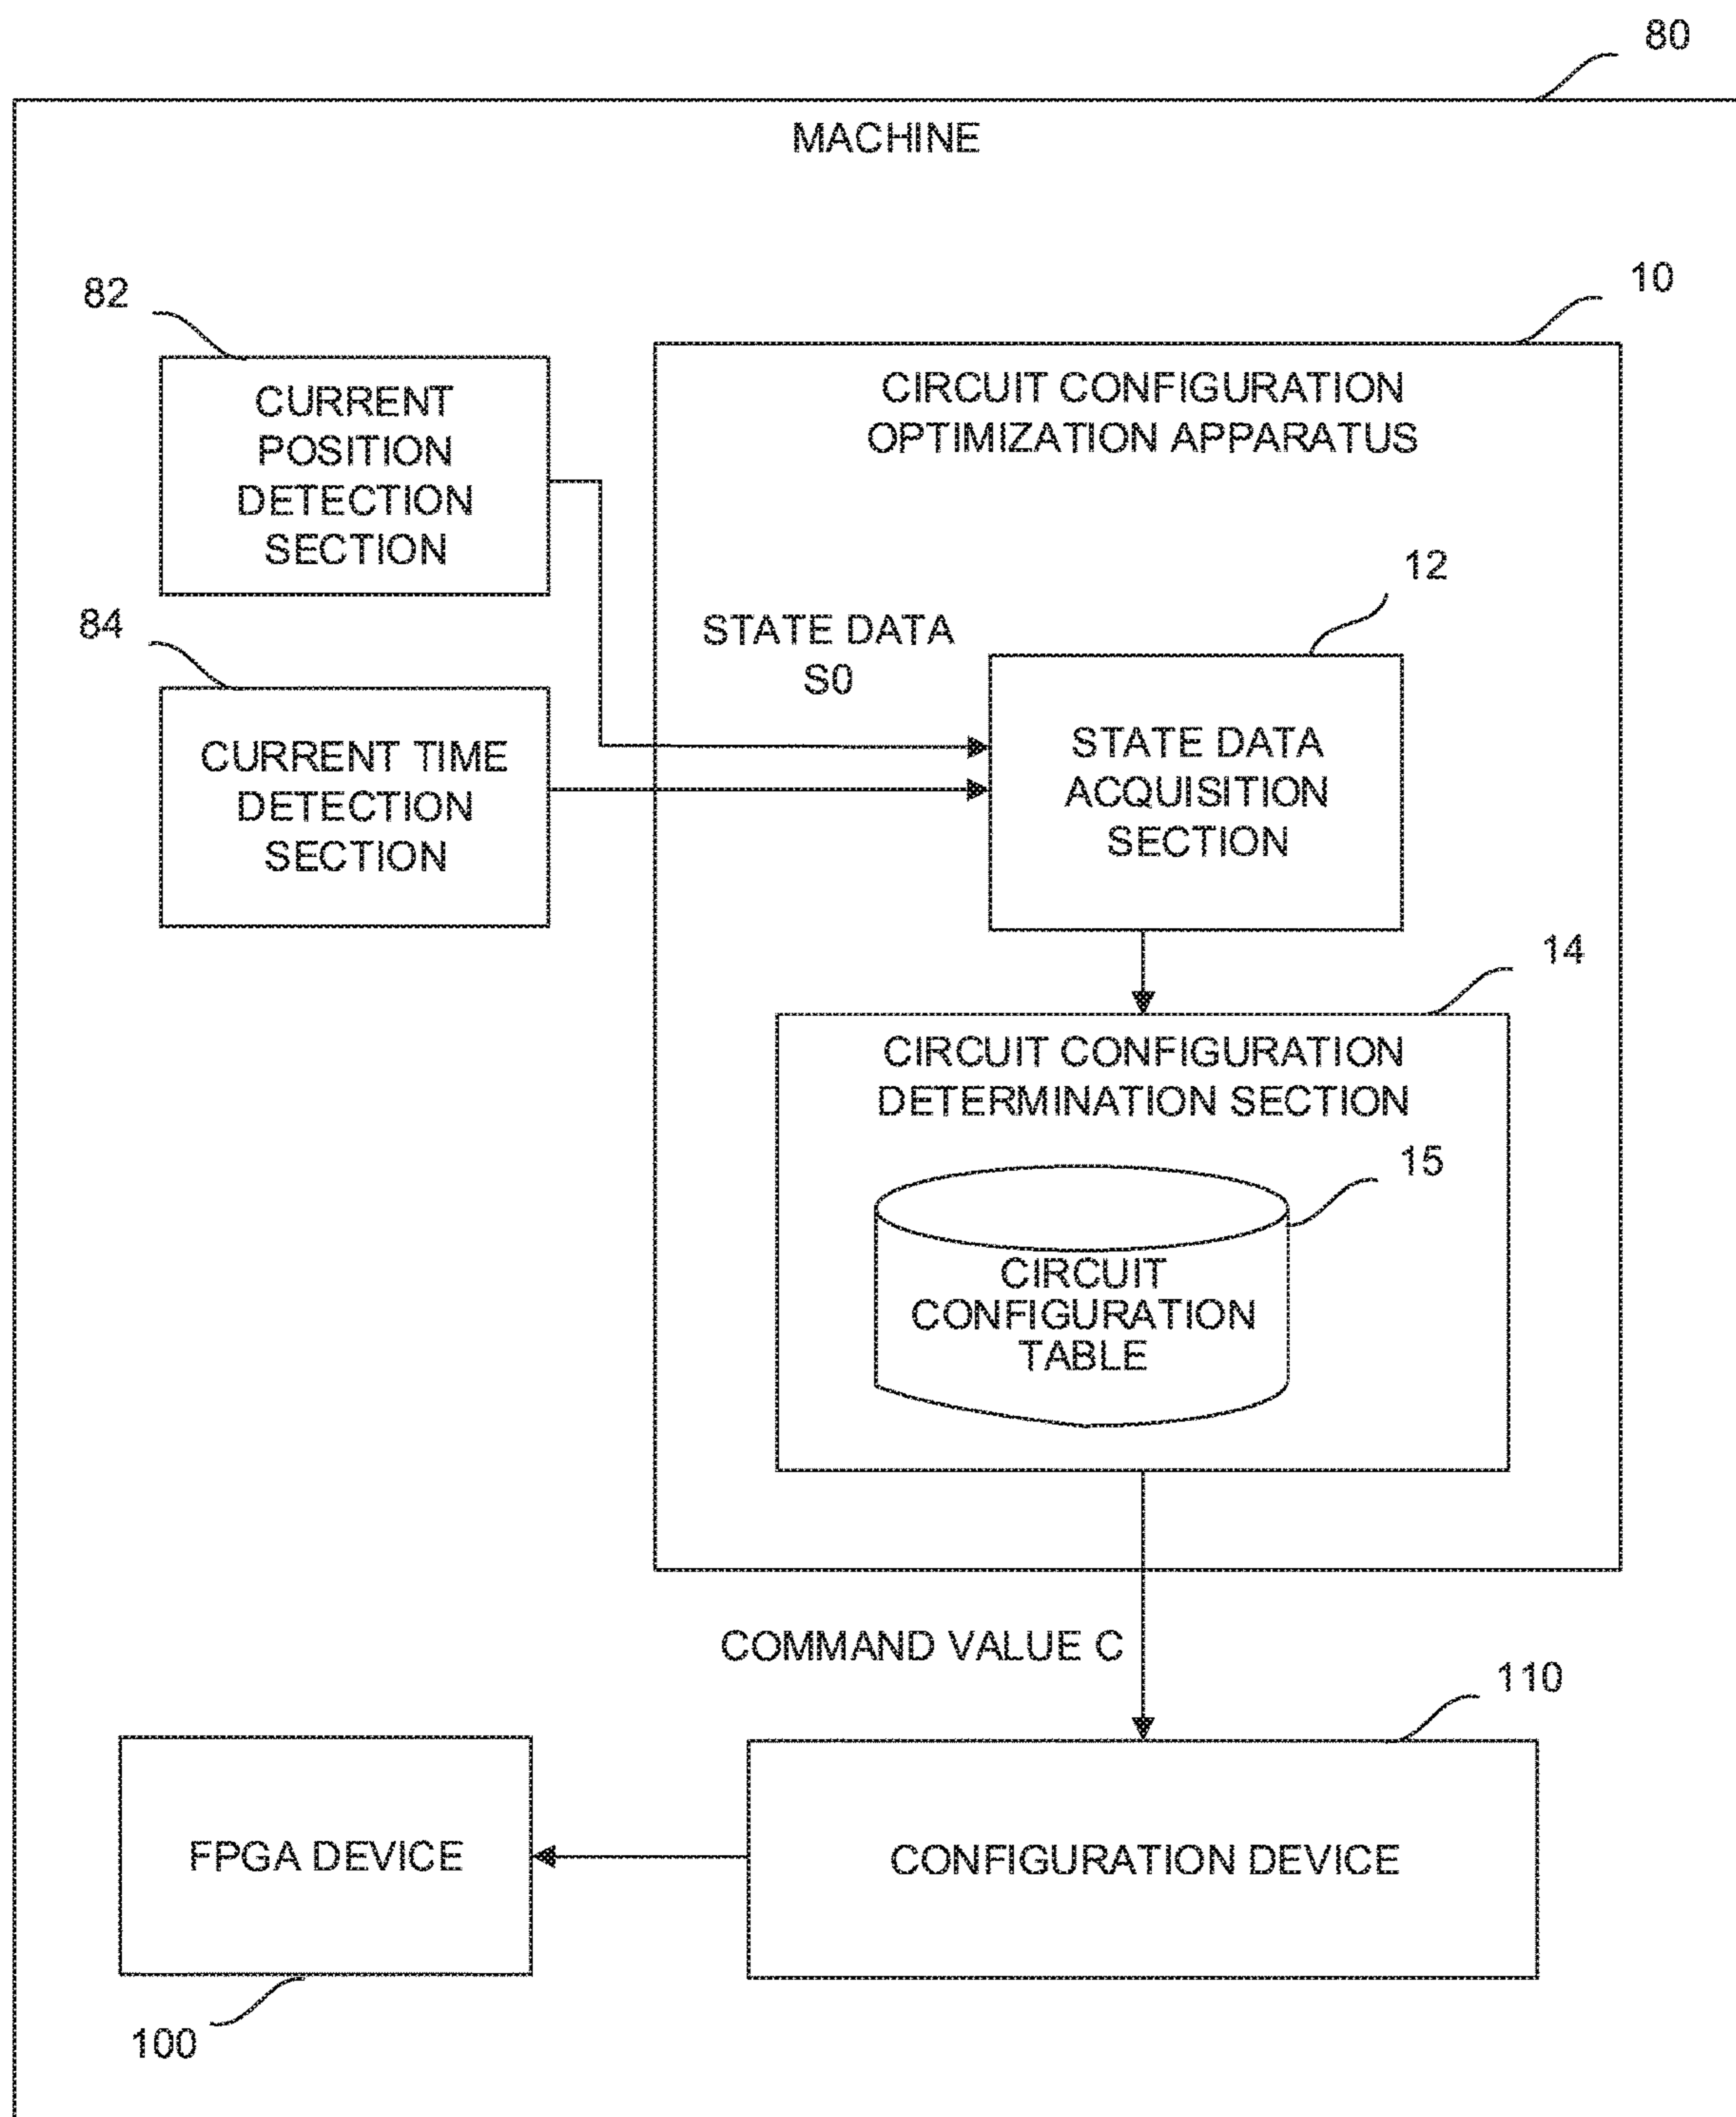 80
MACHINE
10
82
CURRENT
POSITION
DETECTION
SECTION
CIRCUIT CONFIGURATION
OPTIMIZATION APPARATUS
12
84
STATE DATA
S0
CURRENT TIME
DETECTION
SECTION
STATE DATA
ACQUISITION
SECTION
14
CIRCUIT CONFIGURATION
DETERMINATION SECTION
15
CIRCUIT
CONFIGURATION
TABLE
COMMAND VALUE C
110
FPGA DEVICE
CONFIGURATION DEVICE
100